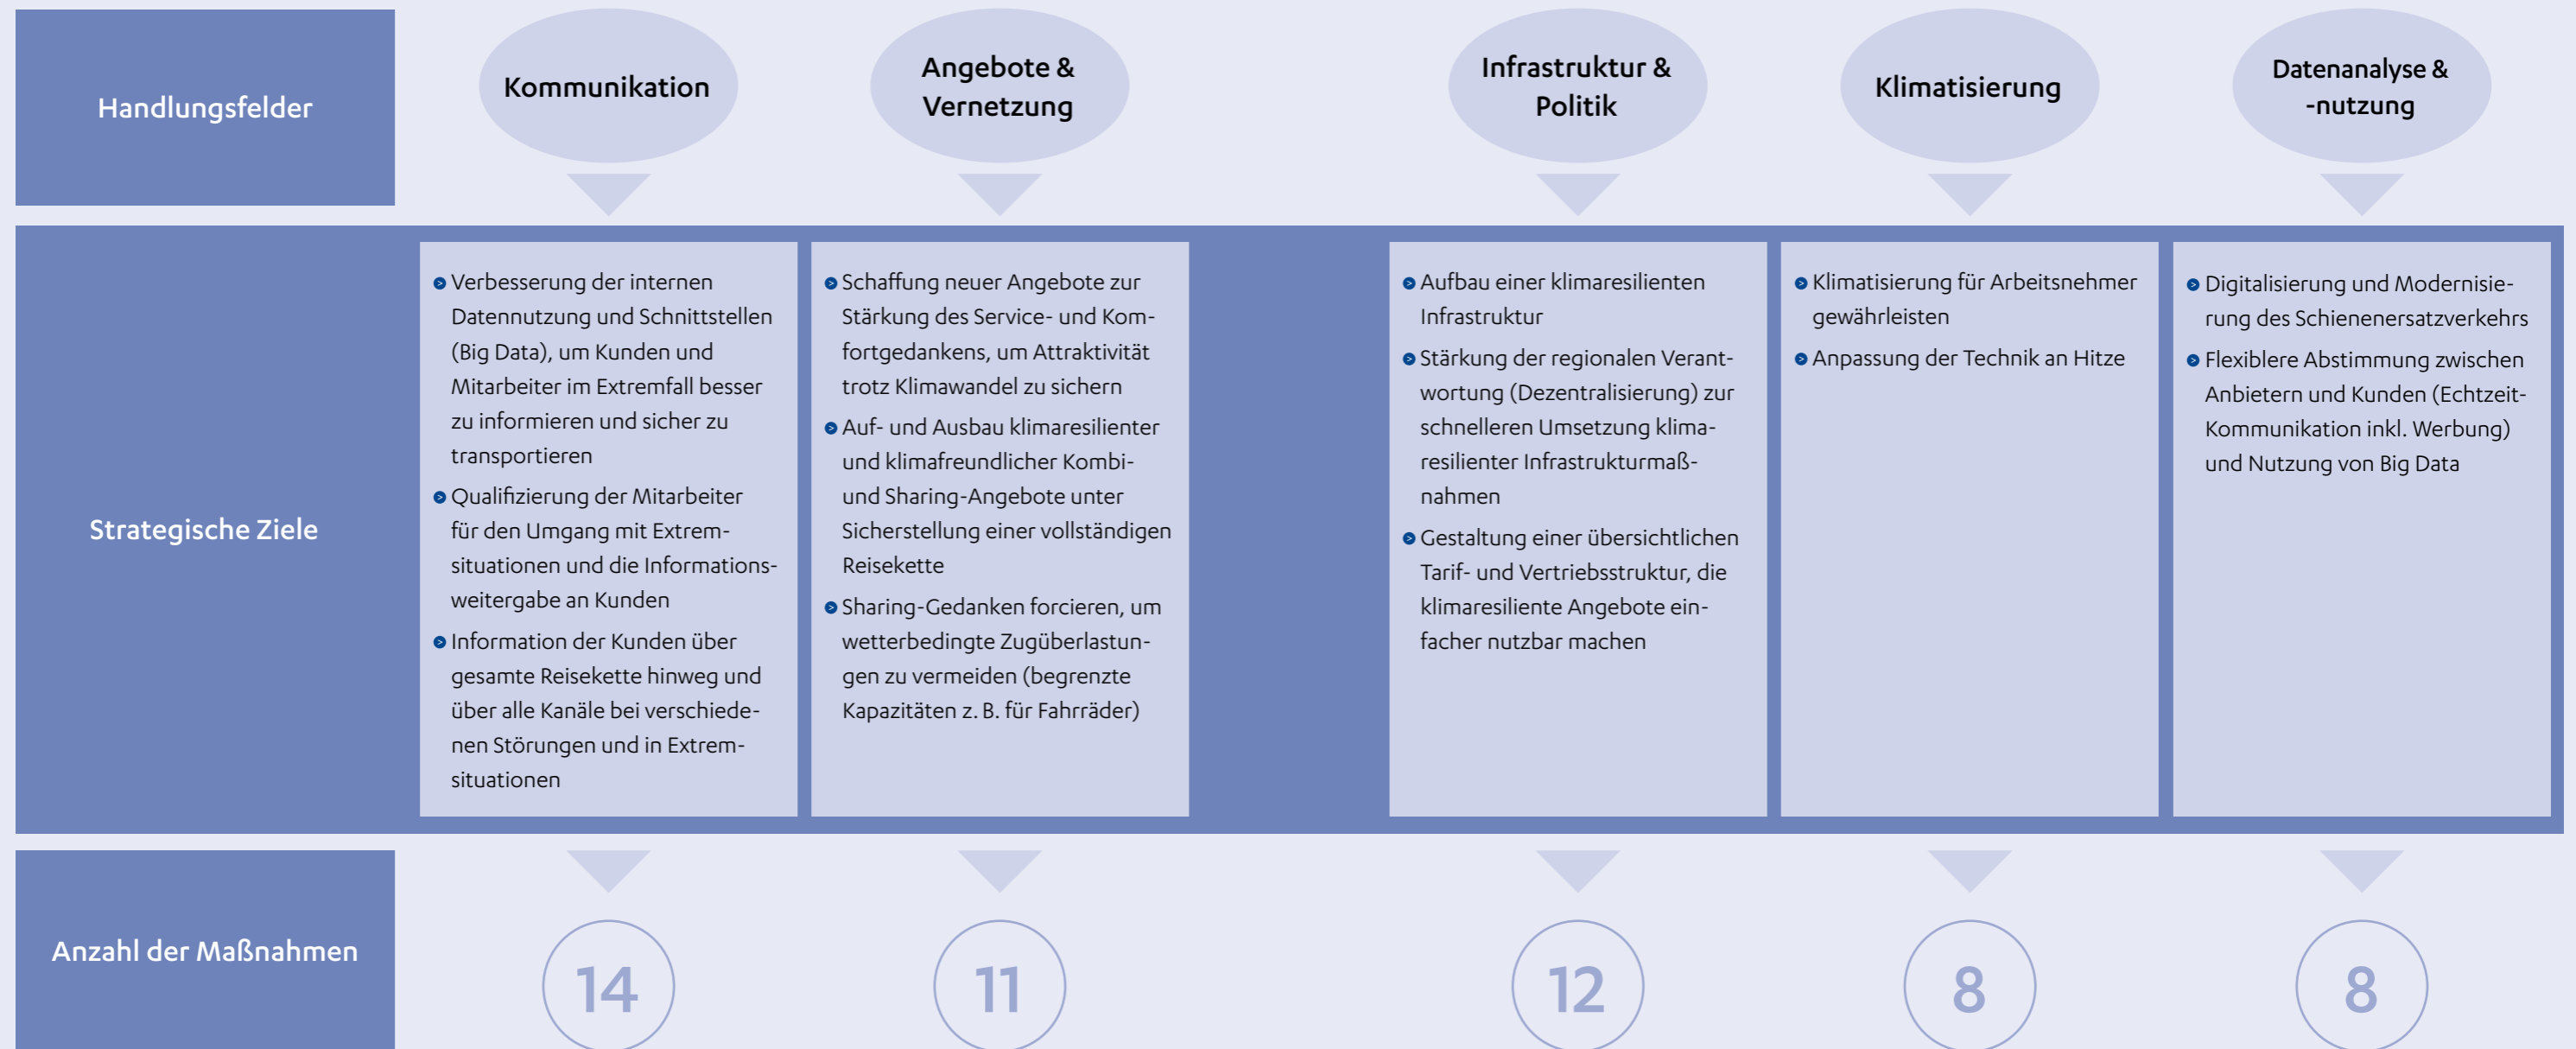 Handlungsfelder
Kommunikation
Angebote &
Vernetzung
Infrastruktur &
Politik
Klimatisierung
Datenanalyse &
-nutzung
Strategische Ziele
Verbesserung der internen
Datennutzung und Schnittstellen
(Big Data), um Kunden und
Mitarbeiter im Extremfall besser
zu informieren und sicher zu
transportieren
Qualifizierung der Mitarbeiter
für den Umgang mit Extrem-
situationen und die Informations-
weitergabe an Kunden
Information der Kunden über
gesamte Reisekette hinweg und
über alle Kanäle bei verschiede-
nen Störungen und in Extrem-
situationen
Schaffung neuer Angebote zur
Stärkung des Service- und Kom-
fortgedankens, um Attraktivität
trotz Klimawandel zu sichern
Auf- und Ausbau klimaresilienter
und klimafreundlicher Kombi-
und Sharing-Angebote unter
Sicherstellung einer vollständigen
Reisekette
Sharing-Gedanken forcieren, um
wetterbedingte Zugüberlastun-
gen zu vermeiden (begrenzte
Kapazitäten z. B. für Fahrräder)
Aufbau einer klimaresilienten
Infrastruktur
Stärkung der regionalen Verant-
wortung (Dezentralisierung) zur
schnelleren Umsetzung klima-
resilienter Infrastrukturmaß-
nahmen
Gestaltung einer übersichtlichen
Tarif- und Vertriebsstruktur, die
klimaresiliente Angebote ein-
facher nutzbar machen
Klimatisierung für Arbeitsnehmer
gewährleisten
Anpassung der Technik an Hitze
Digitalisierung und Modernisie-
rung des Schienenersatzverkehrs
Flexiblere Abstimmung zwischen
Anbietern und Kunden (Echtzeit-
Kommunikation inkl. Werbung)
und Nutzung von Big Data
Anzahl der Maßnahmen
14
11
12
8
8